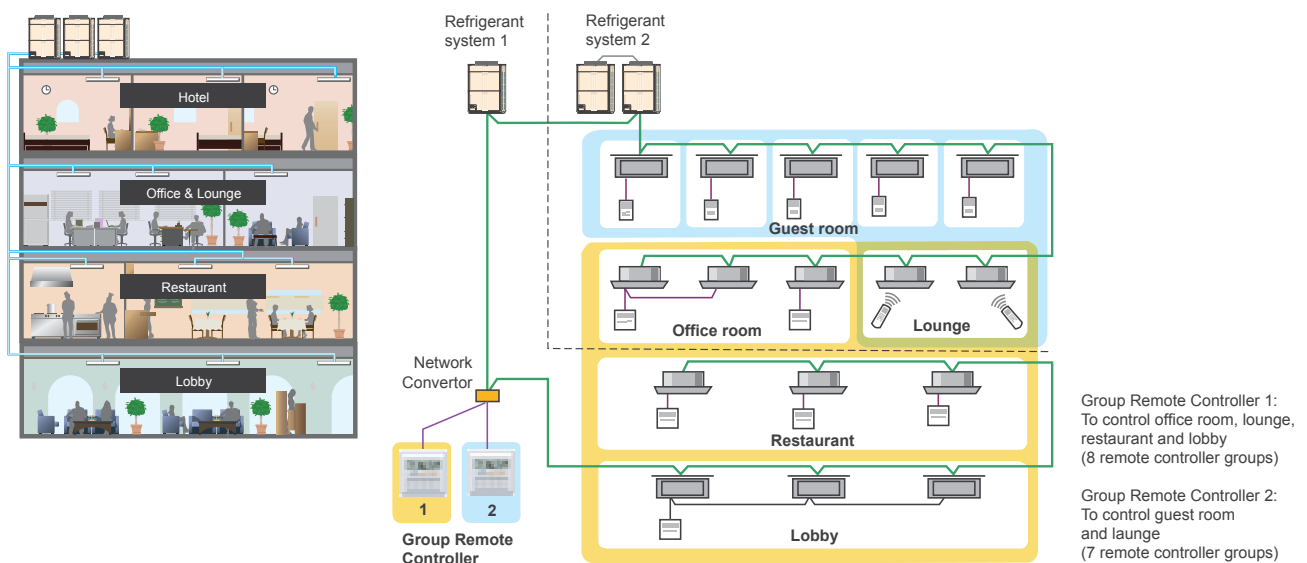 Hotel
Office & Lounge
Restaurant
Lobby
Refrigerant
system 1
Refrigerant
system 2
Guest room
Office room
Lounge
Network
Convertor
Restaurant
Lobby
1
2
Group Remote
Controller
Group Remote Controller 1:
To control office room, lounge,
restaurant and lobby
(8 remote controller groups)
Group Remote Controller 2:
To control guest room
and launge
(7 remote controller groups)